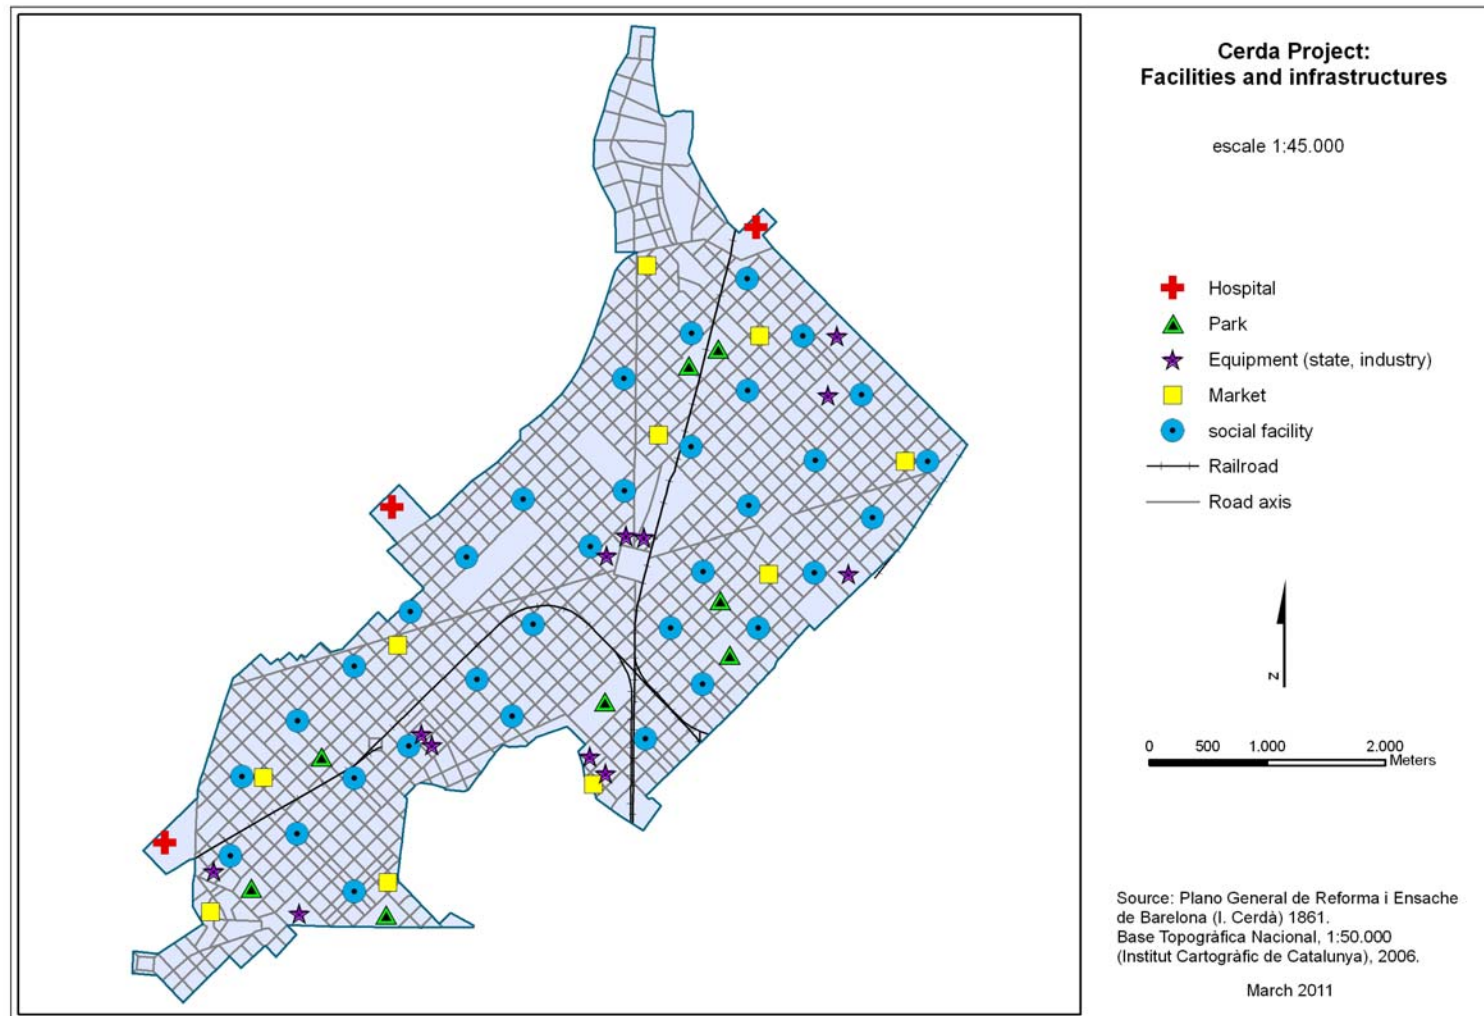 Cerda Project:
Facilities and infrastructures
escale 1:45.000
Hospital
Park
Equipment (state, industry)
Market
social facility
Railroad
Road axis
N
0 500 1.000 2.000
Meters
Source: Plano General de Reforma i Ensache
de Barelona (I. Cerdà) 1861.
Base Topogràfica Nacional, 1:50.000
(Institut Cartogràfic de Catalunya), 2006.
March 2011